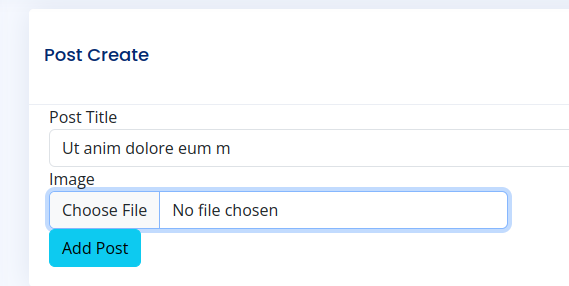 Post Create
Post Title
Ut anim dolore eum m
Image
Choose File No file chosen
Add Post